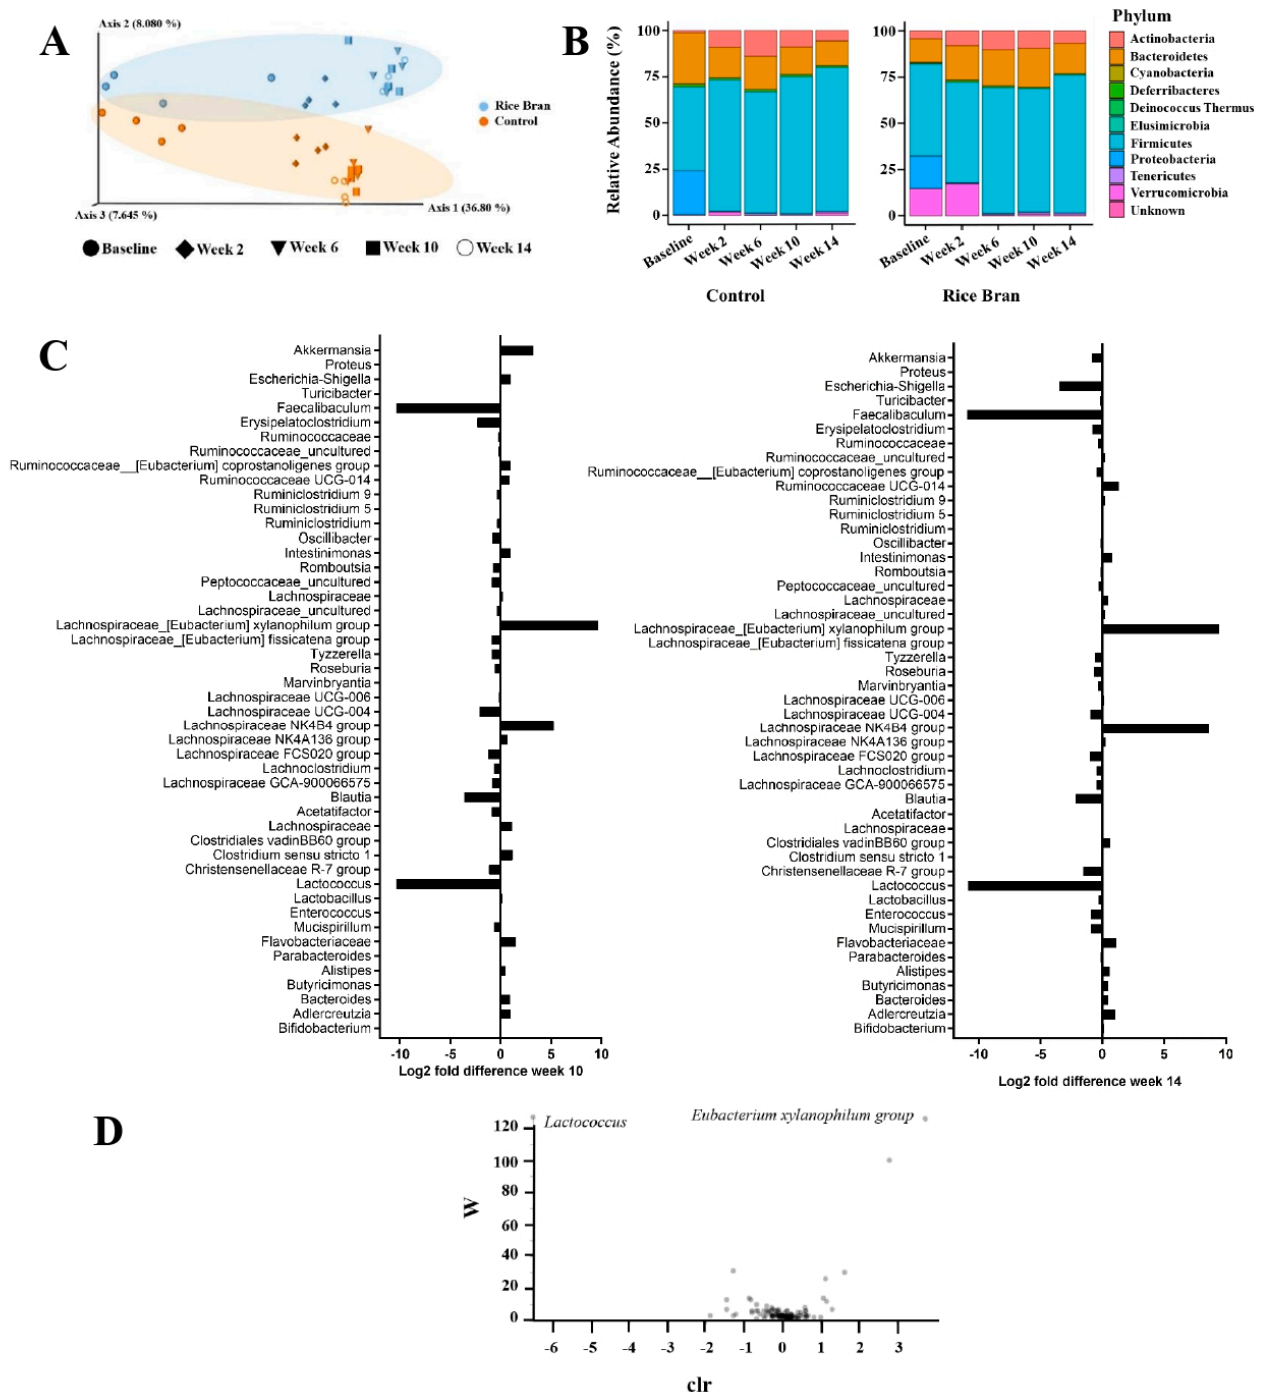 A
Axis 2 (8.080 %)
Rice Bran
Control
Axis 3 (7.645 %)
Axis 1 (36.80 %)
Baseline
Week 2
Week 6
Week 10
Week 14
B
Relative Abundance (%)
100
75
50
25
0
Baseline
Week 2
Week 6
Week 10
Week 14
Control
100
75
50
25
0
Baseline
Week 2
Week 6
Week 10
Week 14
Rice Bran
Phylum
Actinobacteria
Bacteroidetes
Cyanobacteria
Deferribacteres
Deinococcus Thermus
Elusimicrobia
Firmicutes
Proteobacteria
Tenericutes
Verrucomicrobia
Unknown
C
Akkermansia
Proteus
Escherichia-Shigella
Turicibacter
Faecalibaculum
Erysipelatoclostridium
Ruminococcaceae
Ruminococcaceae_uncultured
Ruminococcaceae__[Eubacterium] coprostanoligenes group
Ruminococcaceae UCG-014
Ruminiclostridium 9
Ruminiclostridium 5
Ruminiclostridium
Oscillibacter
Intestinimonas
Romboutsia
Peptococcaceae_uncultured
Lachnospiraceae
Lachnospiraceae_uncultured
Lachnospiraceae_[Eubacterium] xylanophilum group
Lachnospiraceae_[Eubacterium] fissicatena group
Tyzzerella
Roseburia
Marvinbryantia
Lachnospiraceae UCG-006
Lachnospiraceae UCG-004
Lachnospiraceae NK4B4 group
Lachnospiraceae NK4A136 group
Lachnospiraceae FCS020 group
Lachnoclostridium
Lachnospiraceae GCA-900066575
Blautia
Acetatifactor
Lachnospiraceae
Clostridiales vadinBB60 group
Clostridium sensu stricto 1
Christensenellaceae R-7 group
Lactococcus
Lactobacillus
Enterococcus
Mucispirillum
Flavobacteriaceae
Parabacteroides
Alistipes
Butyricimonas
Bacteroides
Adlercreutzia
Bifidobacterium
-10 -5 0 5 10
Log2 fold difference week 10
Akkermansia
Proteus
Escherichia-Shigella
Turicibacter
Faecalibaculum
Erysipelatoclostridium
Ruminococcaceae
Ruminococcaceae_uncultured
Ruminococcaceae__[Eubacterium] coprostanoligenes group
Ruminococcaceae UCG-014
Ruminiclostridium 9
Ruminiclostridium 5
Ruminiclostridium
Oscillibacter
Intestinimonas
Romboutsia
Peptococcaceae_uncultured
Lachnospiraceae
Lachnospiraceae_uncultured
Lachnospiraceae_[Eubacterium] xylanophilum group
Lachnospiraceae_[Eubacterium] fissicatena group
Tyzzerella
Roseburia
Marvinbryantia
Lachnospiraceae UCG-006
Lachnospiraceae UCG-004
Lachnospiraceae NK4B4 group
Lachnospiraceae NK4A136 group
Lachnospiraceae FCS020 group
Lachnoclostridium
Lachnospiraceae GCA-900066575
Blautia
Acetatifactor
Lachnospiraceae
Clostridiales vadinBB60 group
Clostridium sensu stricto 1
Christensenellaceae R-7 group
Lactococcus
Lactobacillus
Enterococcus
Mucispirillum
Flavobacteriaceae
Parabacteroides
Alistipes
Butyricimonas
Bacteroides
Adlercreutzia
Bifidobacterium
-10 -5 0 5 10
Log2 fold difference week 14
D
Lactococcus
Eubacterium xylanophilum group
W
120
100
80
60
40
20
0
-6 -5 -4 -3 -2 -1 0 1 2 3
clr